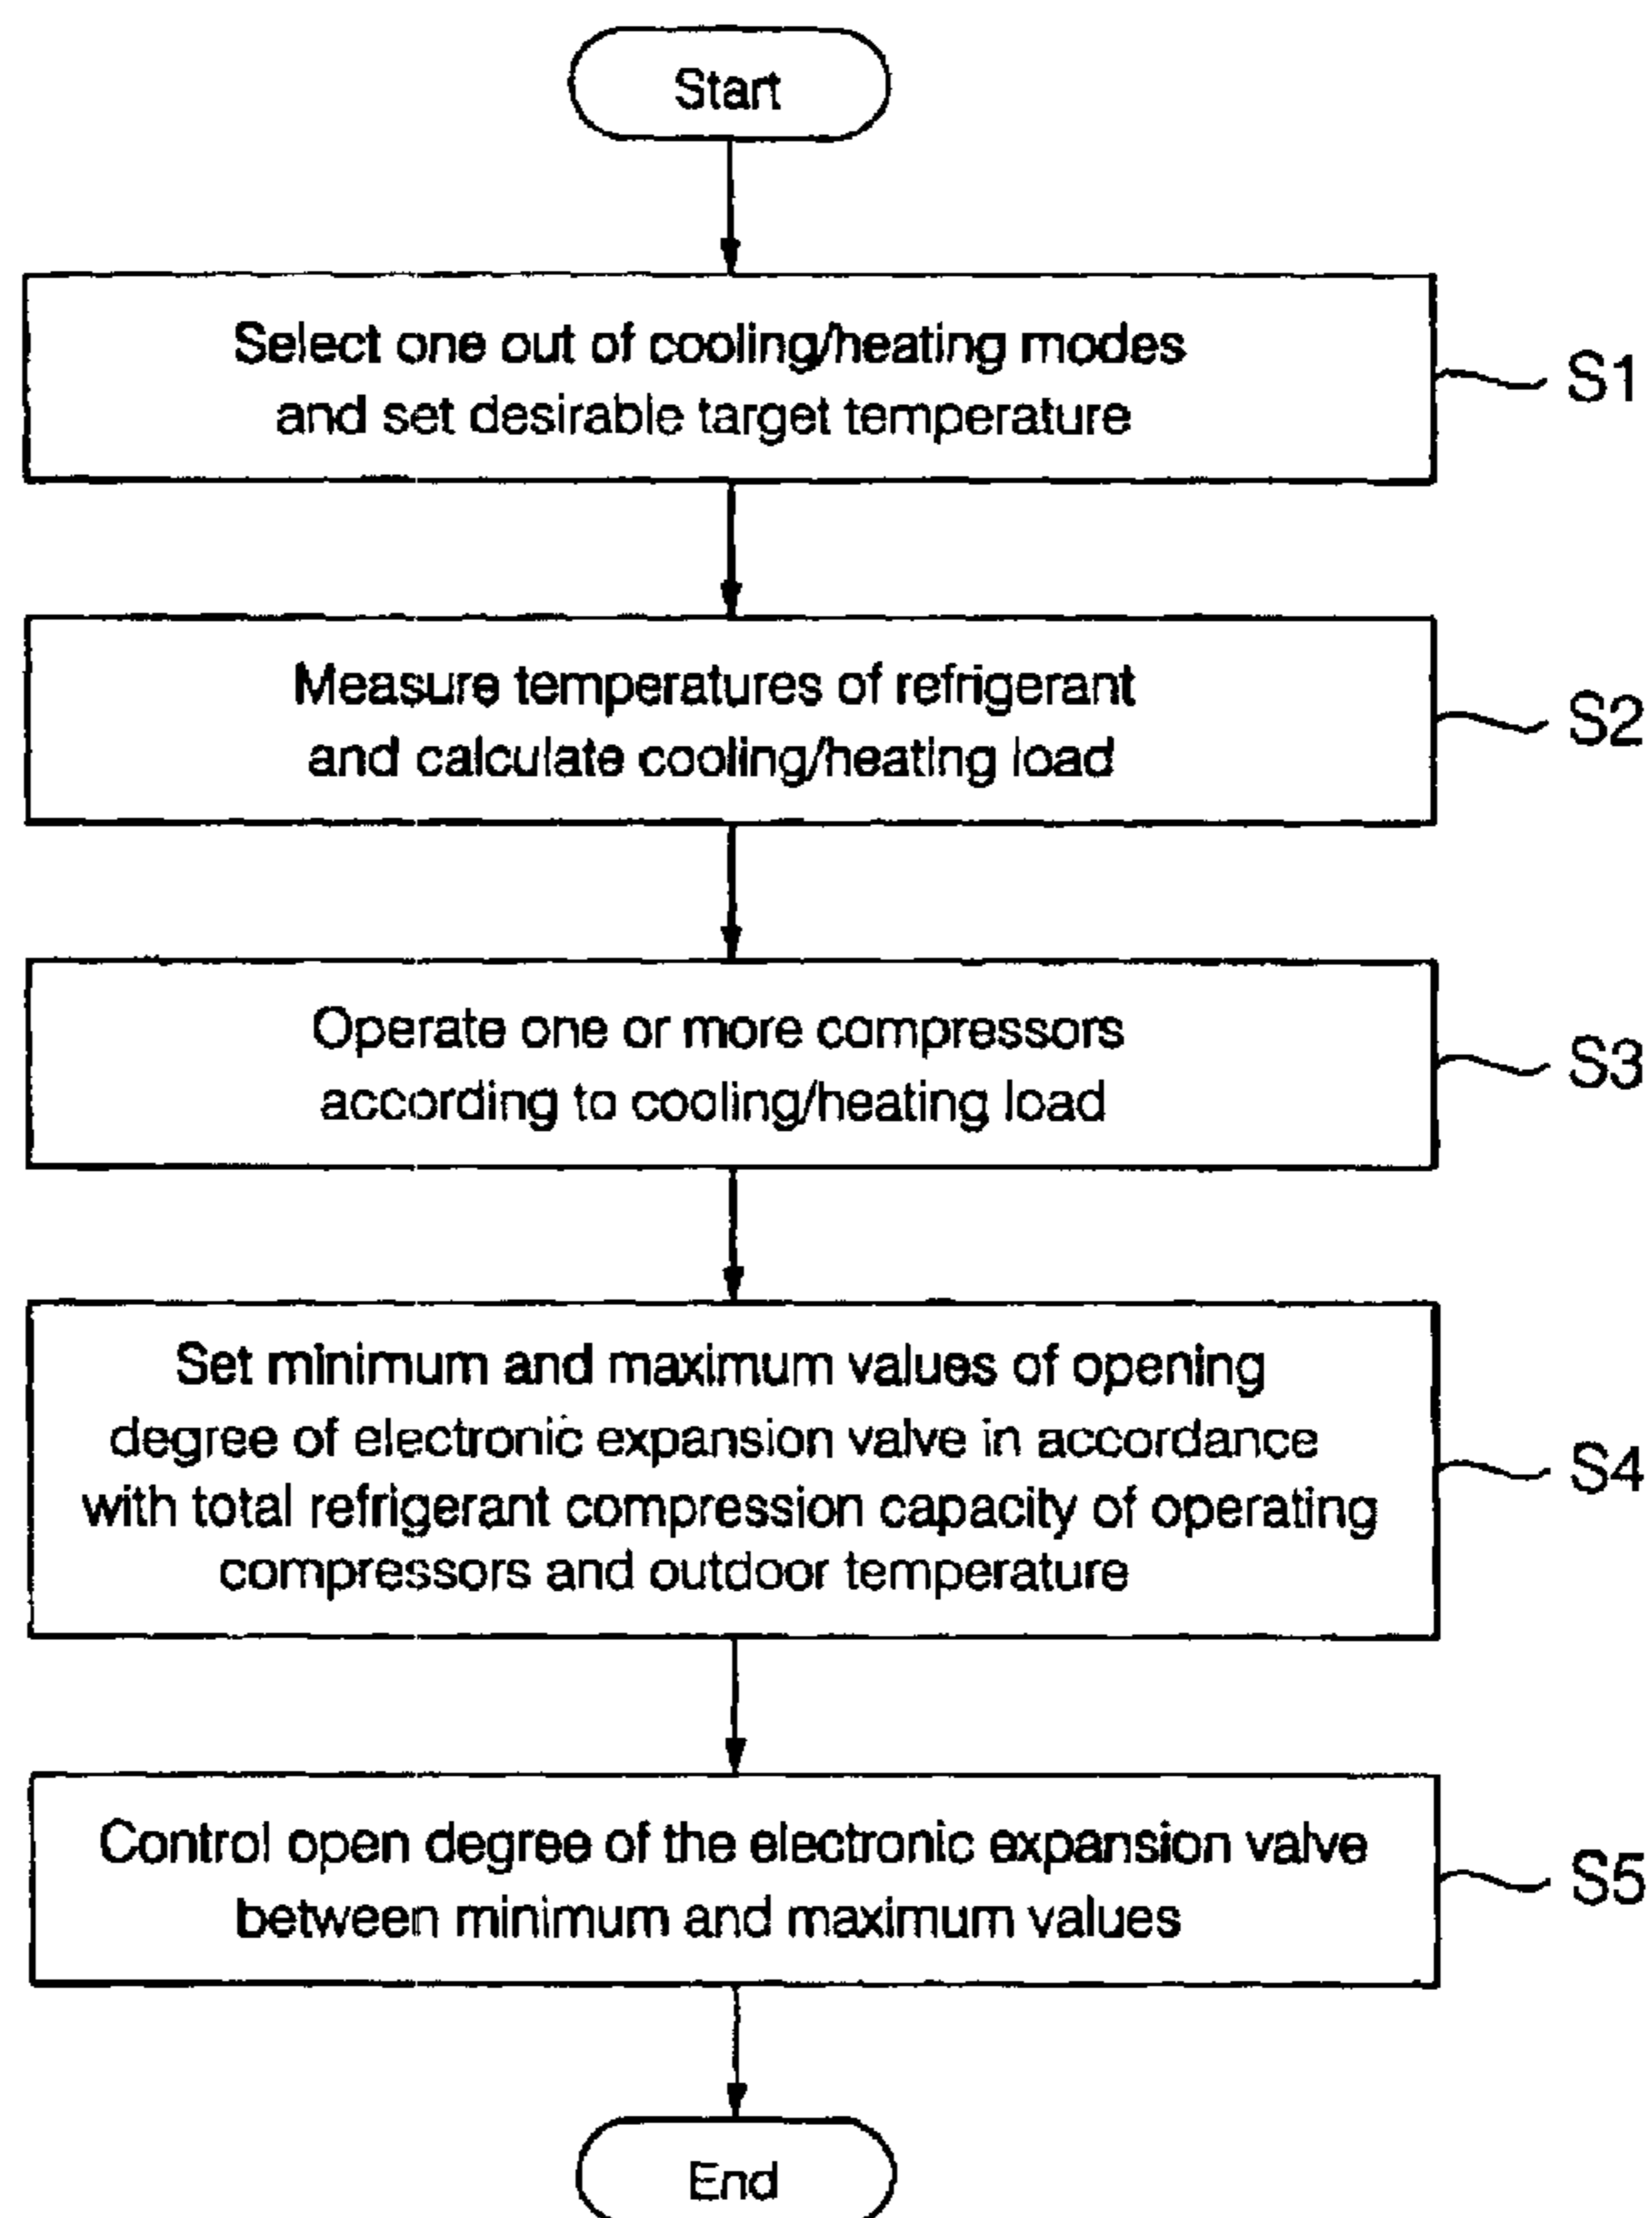 Start
Select one out of cooling/heating modes
and set desirable target temperature
S1
Measure temperatures of refrigerant
and calculate cooling/heating load
S2
Operate one or more compressors
according to cooling/heating load
S3
Set minimum and maximum values of opening
degree of electronic expansion valve in accordance
with total refrigerant compression capacity of operating
compressors and outdoor temperature
S4
Control open degree of the electronic expansion valve
between minimum and maximum values
S5
End